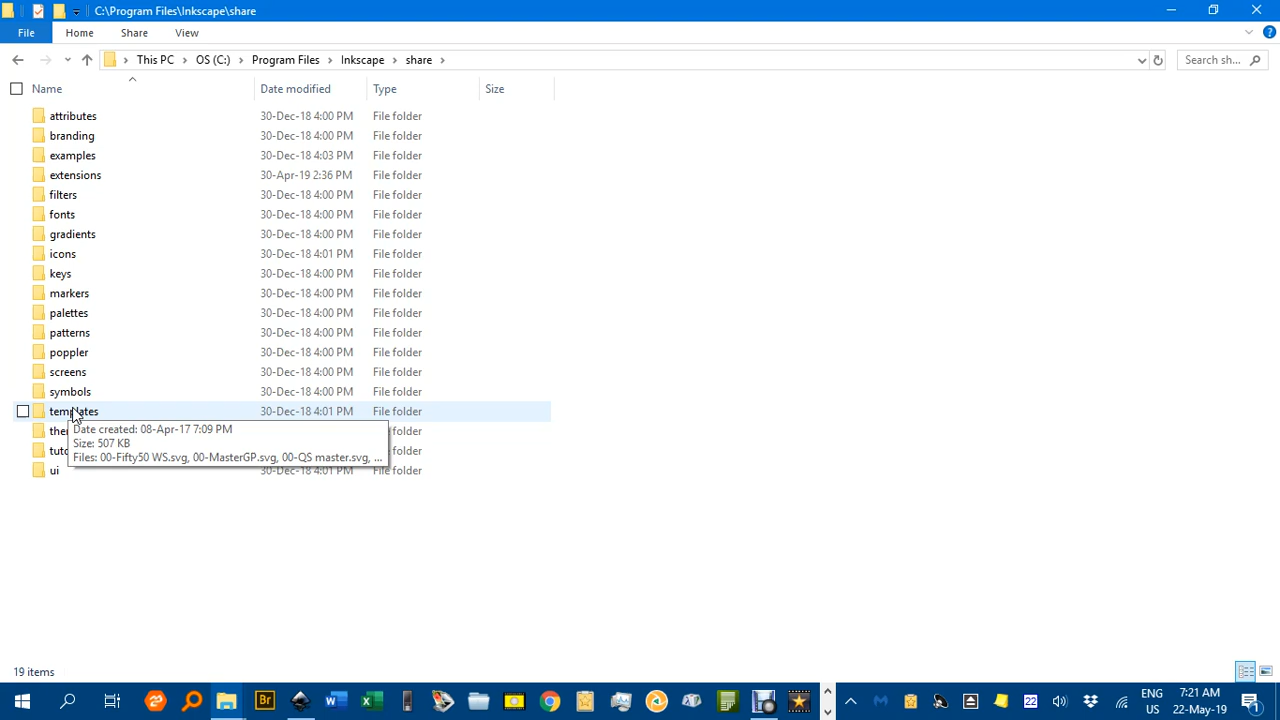 C:\Program Files\Inkscape\share
File Home Share View
This PC OS (C:) Program Files Inkscape share Search sh...
Name Date modified Type Size
attributes 30-Dec-18 4:00 PM File folder
branding 30-Dec-18 4:00 PM File folder
examples 30-Dec-18 4:03 PM File folder
extensions 30-Apr-19 2:36 PM File folder
filters 30-Dec-18 4:00 PM File folder
fonts 30-Dec-18 4:00 PM File folder
gradients 30-Dec-18 4:00 PM File folder
icons 30-Dec-18 4:01 PM File folder
keys 30-Dec-18 4:00 PM File folder
markers 30-Dec-18 4:00 PM File folder
palettes 30-Dec-18 4:00 PM File folder
patterns 30-Dec-18 4:00 PM File folder
poppler 30-Dec-18 4:00 PM File folder
screens 30-Dec-18 4:00 PM File folder
symbols 30-Dec-18 4:00 PM File folder
templates 30-Dec-18 4:01 PM File folder
Date created: 08-Apr-17 7:09 PM
File folder
Size: 507 KB
File folder
Files: 00-Fifty50 WS.svg, 00-MasterGP.svg, 00-QS master.svg, ...
ui 30-Dec-18 4:01 PM File folder
19 items
Br 22 ENG 7:21 AM
US 22-May-19 1